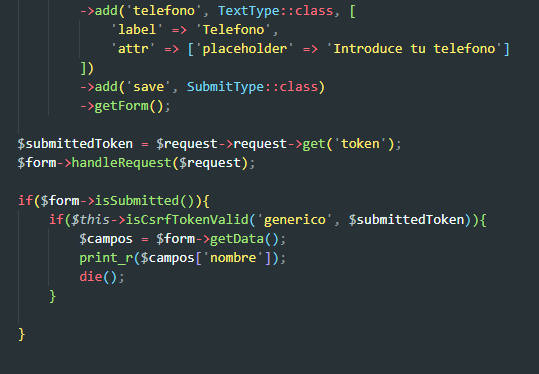 ->add('telefono', TextType::class, [
'label' => 'Telefono',
'attr' => ['placeholder' => 'Introduce tu telefono']
])
->add('save', SubmitType::class)
->getForm();
$submittedToken = $request->request->get('token');
$form->handleRequest($request);
if($form->isSubmitted()){
if($this->isCsrfTokenValid('generico', $submittedToken)){
$campos = $form->getData();
print_r($campos['nombre']);
die();
}
}